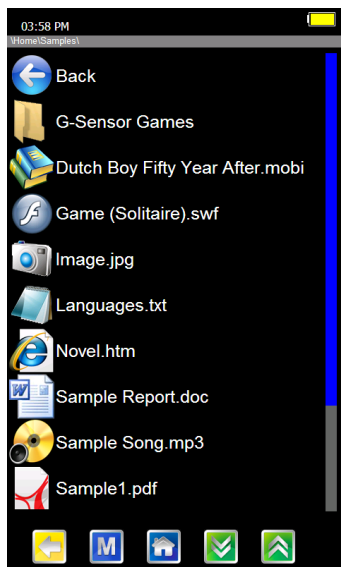 03:58 PM
\Home\Samples\
Back
G-Sensor Games
Dutch Boy Fifty Year After.mobi
Game (Solitaire).swf
Image.jpg
Languages.txt
Novel.htm
W Sample Report.doc
Sample Song.mp3
Sample1.pdf
M